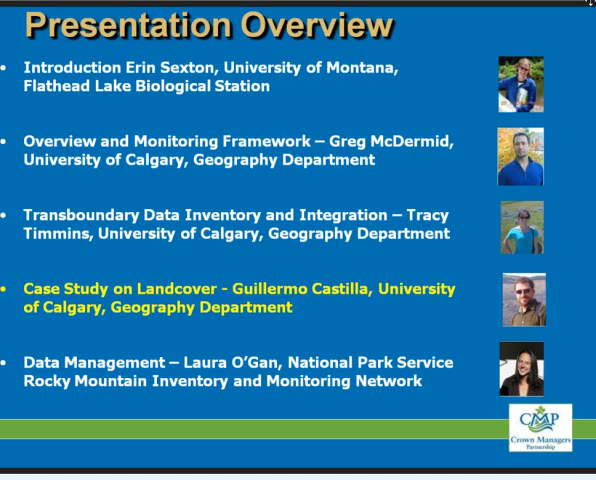 Presentation Overview
• Introduction Erin Sexton, University of Montana,
Flathead Lake Biological Station
• Overview and Monitoring Framework – Greg McDermid,
University of Calgary, Geography Department
• Transboundary Data Inventory and Integration – Tracy
Timmins, University of Calgary, Geography Department
• Case Study on Landcover - Guillermo Castilla, University
of Calgary, Geography Department
• Data Management – Laura O’Gan, National Park Service
Rocky Mountain Inventory and Monitoring Network
CMP
Crown Managers
Partnership